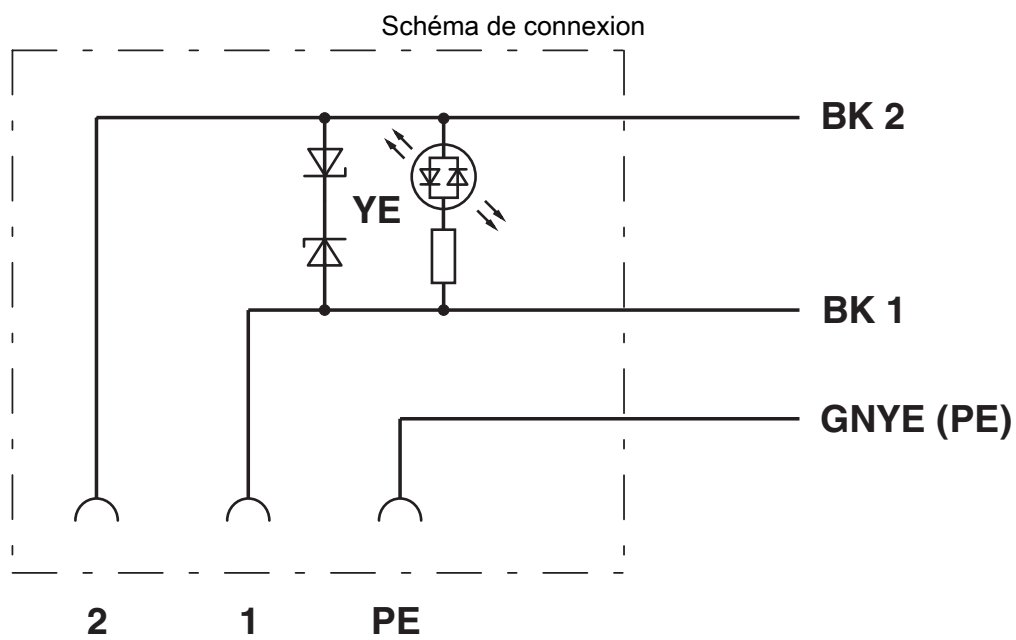 Schéma de connexion
BK 2
YE
BK 1
GNYE (PE)
2 1 PE